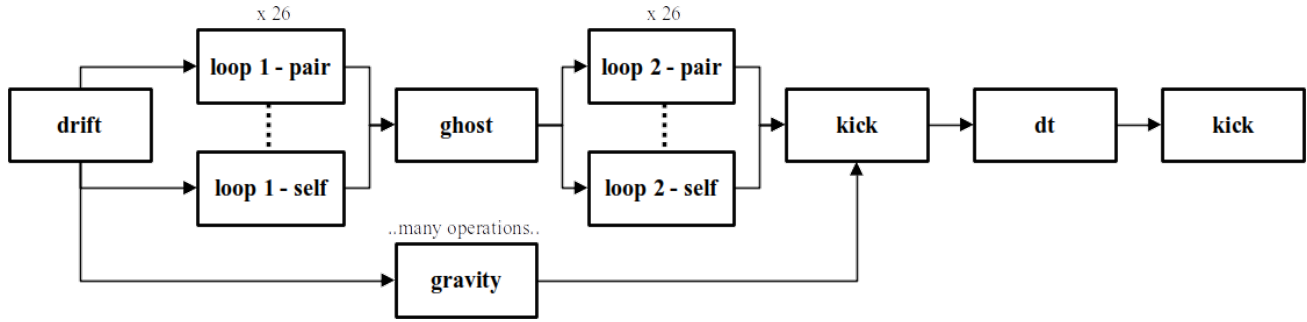 x 26
x 26
loop 1 - pair
loop 2 - pair
drift
ghost
kick
dt
kick
loop 1 - self
loop 2 - self
..many operations..
gravity